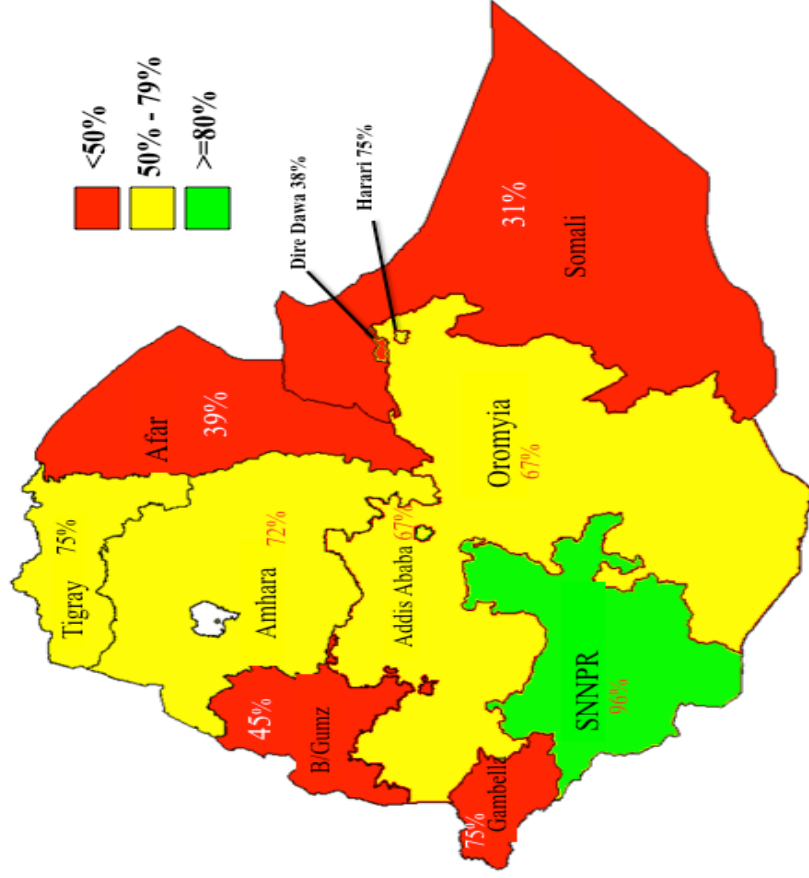 <50%
50% - 79%
>=80%
Dire Dawa 38%
Harari 75%
Tigray 75%
Afar
39%
Amhara
72%
45%
B/Gumz
Addis Ababa 67%
Oromyia
67%
31%
Somali
75%
Gambella
SNNPR
96%